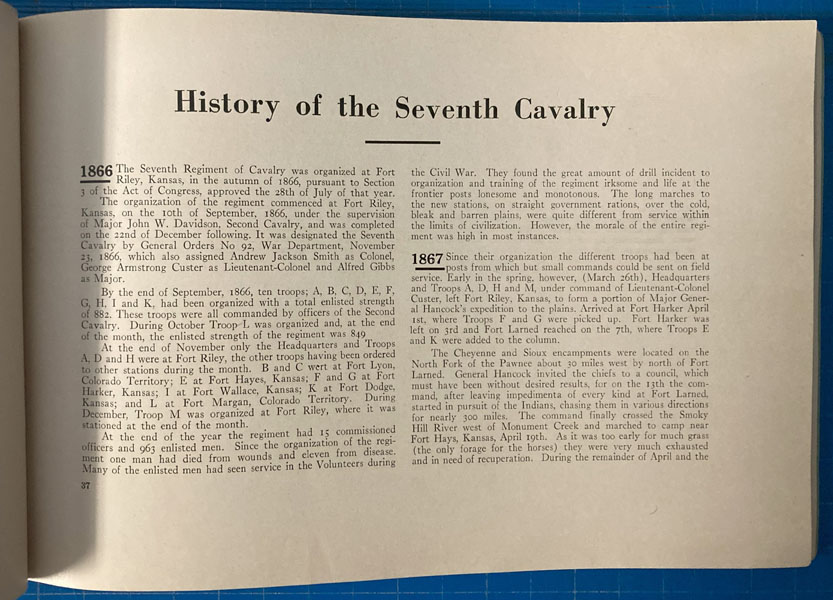 History of the Seventh Cavalry
1866 The Seventh Regiment of Cavalry was organized at Fort
Riley, Kansas, in the autumn of 1866, pursuant to Section
3 of the Act of Congress, approved the 28th of July of that year.
The organization of the regiment commenced at Fort Riley,
Kansas, on the 10th of September, 1866, under the supervision
of Major John W. Davidson, Second Cavalry, and was completed
on the 22nd of December following. It was designated the Seventh
Cavalry by General Orders No 92, War Department, November
23, 1866, which also assigned Andrew Jackson Smith as Colonel,
George Armstrong Custer as Lieutenant-Colonel and Alfred Gibbs
as Major.
By the end of September, 1866, ten troops; A, B, C, D, E, F,
G, H, I and K, had been organized with a total enlisted strength
of 882. These troops were all commanded by officers of the Second
Cavalry. During October Troop L was organized and, at the end
of the month, the enlisted strength of the regiment was 849
At the end of November only the Headquarters and Troops
A, D and H were at Fort Riley, the other troops having been ordered
to other stations during the month. B and C wert at Fort Lyon,
Colorado Territory; E at Fort Hayes, Kansas; F and G at Fort
Harker, Kansas; I at Fort Wallace, Kansas; K at Fort Dodge,
Kansas; and L at Fort Margan, Colorado Territory. During
December, Troop M was organized at Fort Riley, where it was
stationed at the end of the month.
At the end of the year the regiment had 15 commissioned
officers and 963 enlisted men. Since the organization of the regi-
ment one man had died from wounds and eleven from disease.
Many of the enlisted men had seen service in the Volunteers during
37
the Civil War. They found the great amount of drill incident to
organization and training of the regiment irksome and life at the
frontier posts lonesome and monotonous. The long marches to
the new stations, on straight government rations, over the cold,
bleak and barren plains, were quite different from service within
the limits of civilization. However, the morale of the entire regi-
ment was high in most instances.
1867 Since their organization the different troops had been at
posts from which but small commands could be sent on field
service. Early in the spring, however, (March 26th), Headquarters
and Troops A, D, H and M, under command of Lieutenant-Colonel
Custer, left Fort Riley, Kansas, to form a portion of Major Gener-
al Hancock's expedition to the plains. Arrived at Fort Harker April
1st, where Troops F and G were picked up. Fort Harker was
left on 3rd and Fort Larned reached on the 7th, where Troops E
and K were added to the column.
The Cheyenne and Sioux encampments were located on the
North Fork of the Pawnee about 30 miles west by north of Fort
Larned. General Hancock invited the chiefs to a council, which
must have been without desired results, for on the 13th the com-
mand, after leaving impedimenta of every kind at Fort Larned,
started in pursuit of the Indians, chasing them in various directions
for nearly 300 miles. The command finally crossed the Smoky
Hill River west of Monument Creek and marched to camp near
Fort Hays, Kansas, April 19th. As it was too early for much grass
(the only forage for the horses) they were very much exhausted
and in need of recuperation. During the remainder of April and the